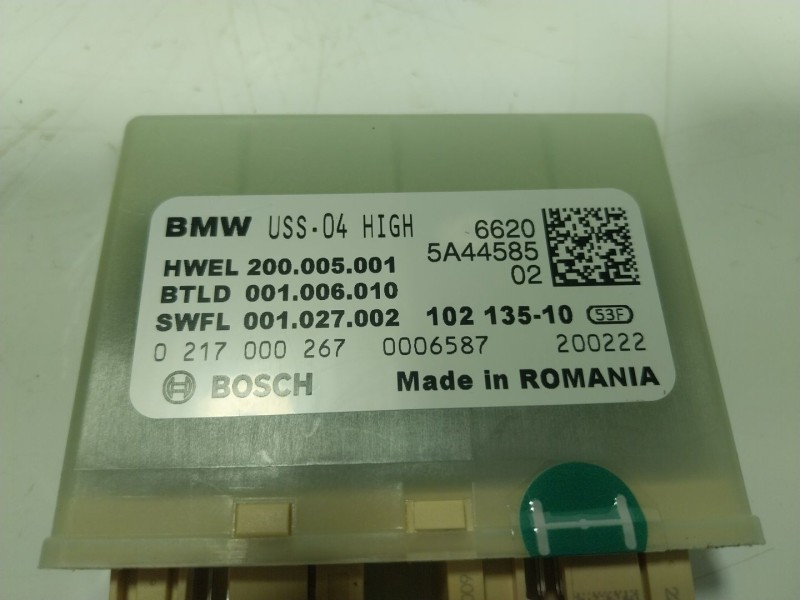 BMW USS-04 HIGH 6620
5A44585
HWEL 200.005.001 02
BTLD 001.006.010
SWFL 001.027.002 102 135-10 53F
0 217 000 267 0006587 200222
BOSCH Made in ROMANIA
H